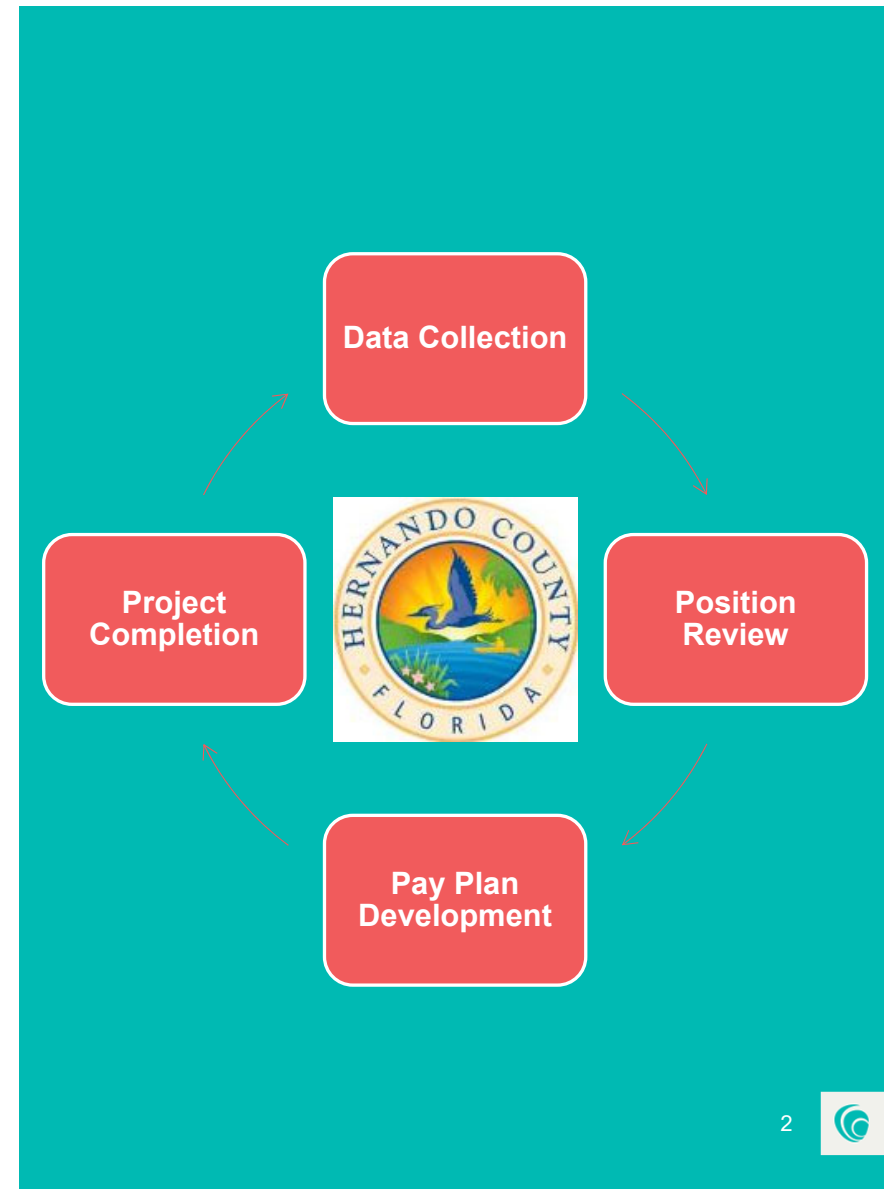 Data Collection
Project
Completion
HERNANDO COUNTY
FLORIDA
Position
Review
Pay Plan
Development
2